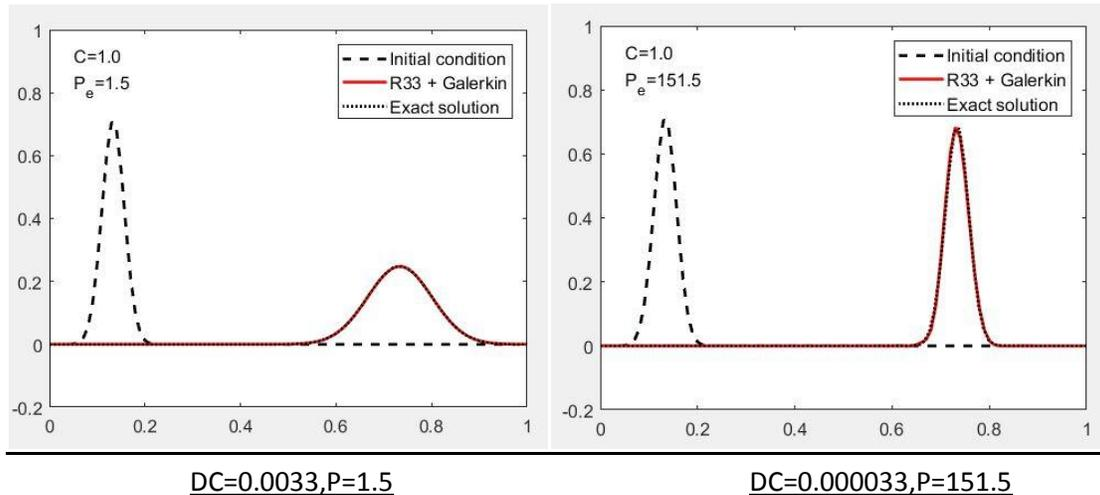 C=1.0
Pe=1.5
Initial condition
R33 + Galerkin
Exact solution
1
0.8
0.6
0.4
0.2
0
-0.2
0 0.2 0.4 0.6 0.8 1
C=1.0
Pe=151.5
Initial condition
R33 + Galerkin
Exact solution
1
0.8
0.6
0.4
0.2
0
-0.2
0 0.2 0.4 0.6 0.8 1
DC=0.0033,P=1.5
DC=0.000033,P=151.5